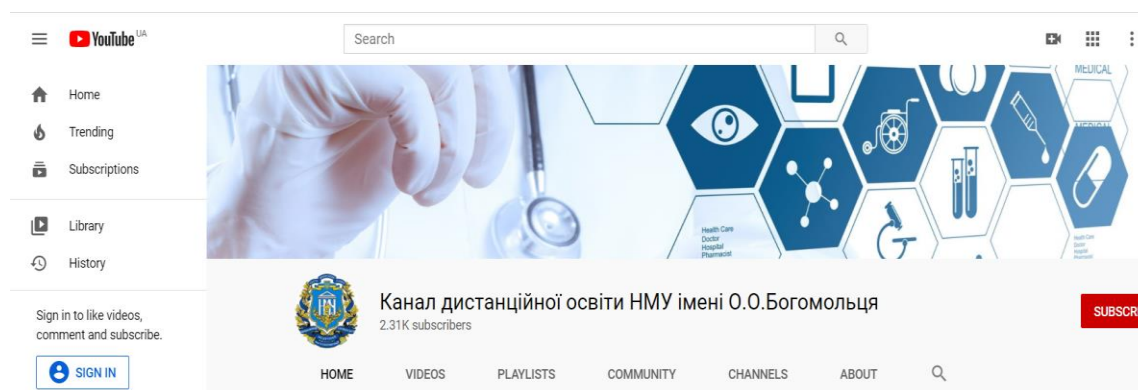 YouTube UA
Search
Home
Trending
Subscriptions
Library
History
Sign in to like videos,
comment and subscribe.
SIGN IN
MEDICAL
Health Care
Doctor
Hospital
Pharmacist
Канал дистанційної освіти НМУ імені О.О.Богомольця
2.31K subscribers
SUBSCRI
HOME VIDEOS PLAYLISTS COMMUNITY CHANNELS ABOUT